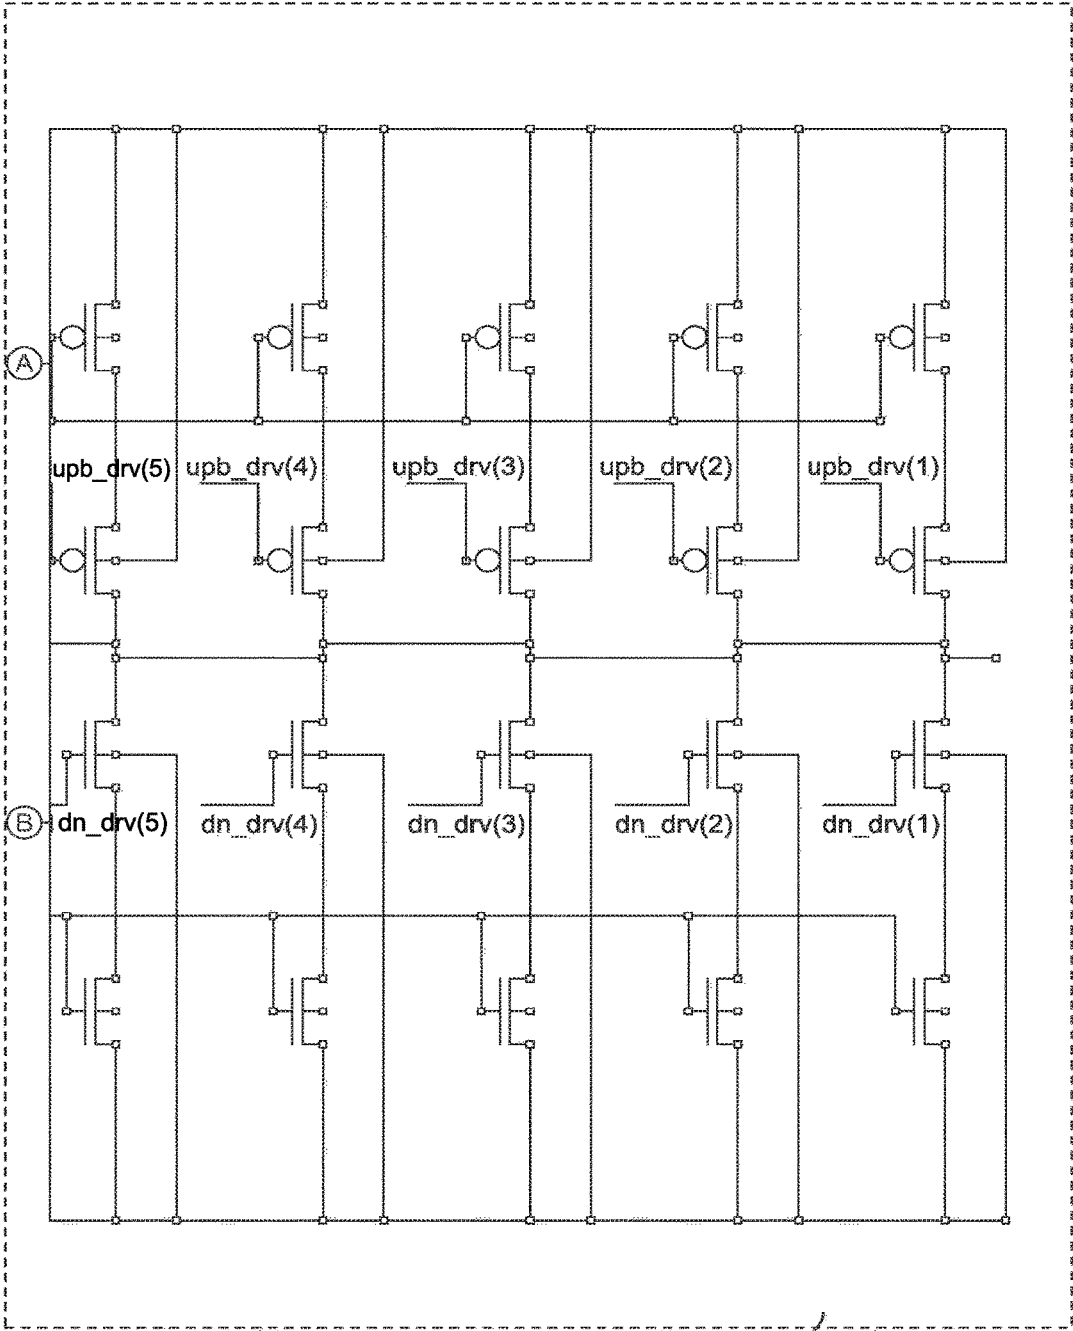 A
upb_drv(5) upb_drv(4) upb_drv(3) upb_drv(2) upb_drv(1)
B
dn_drv(5) dn_drv(4) dn_drv(3) dn_drv(2) dn_drv(1)